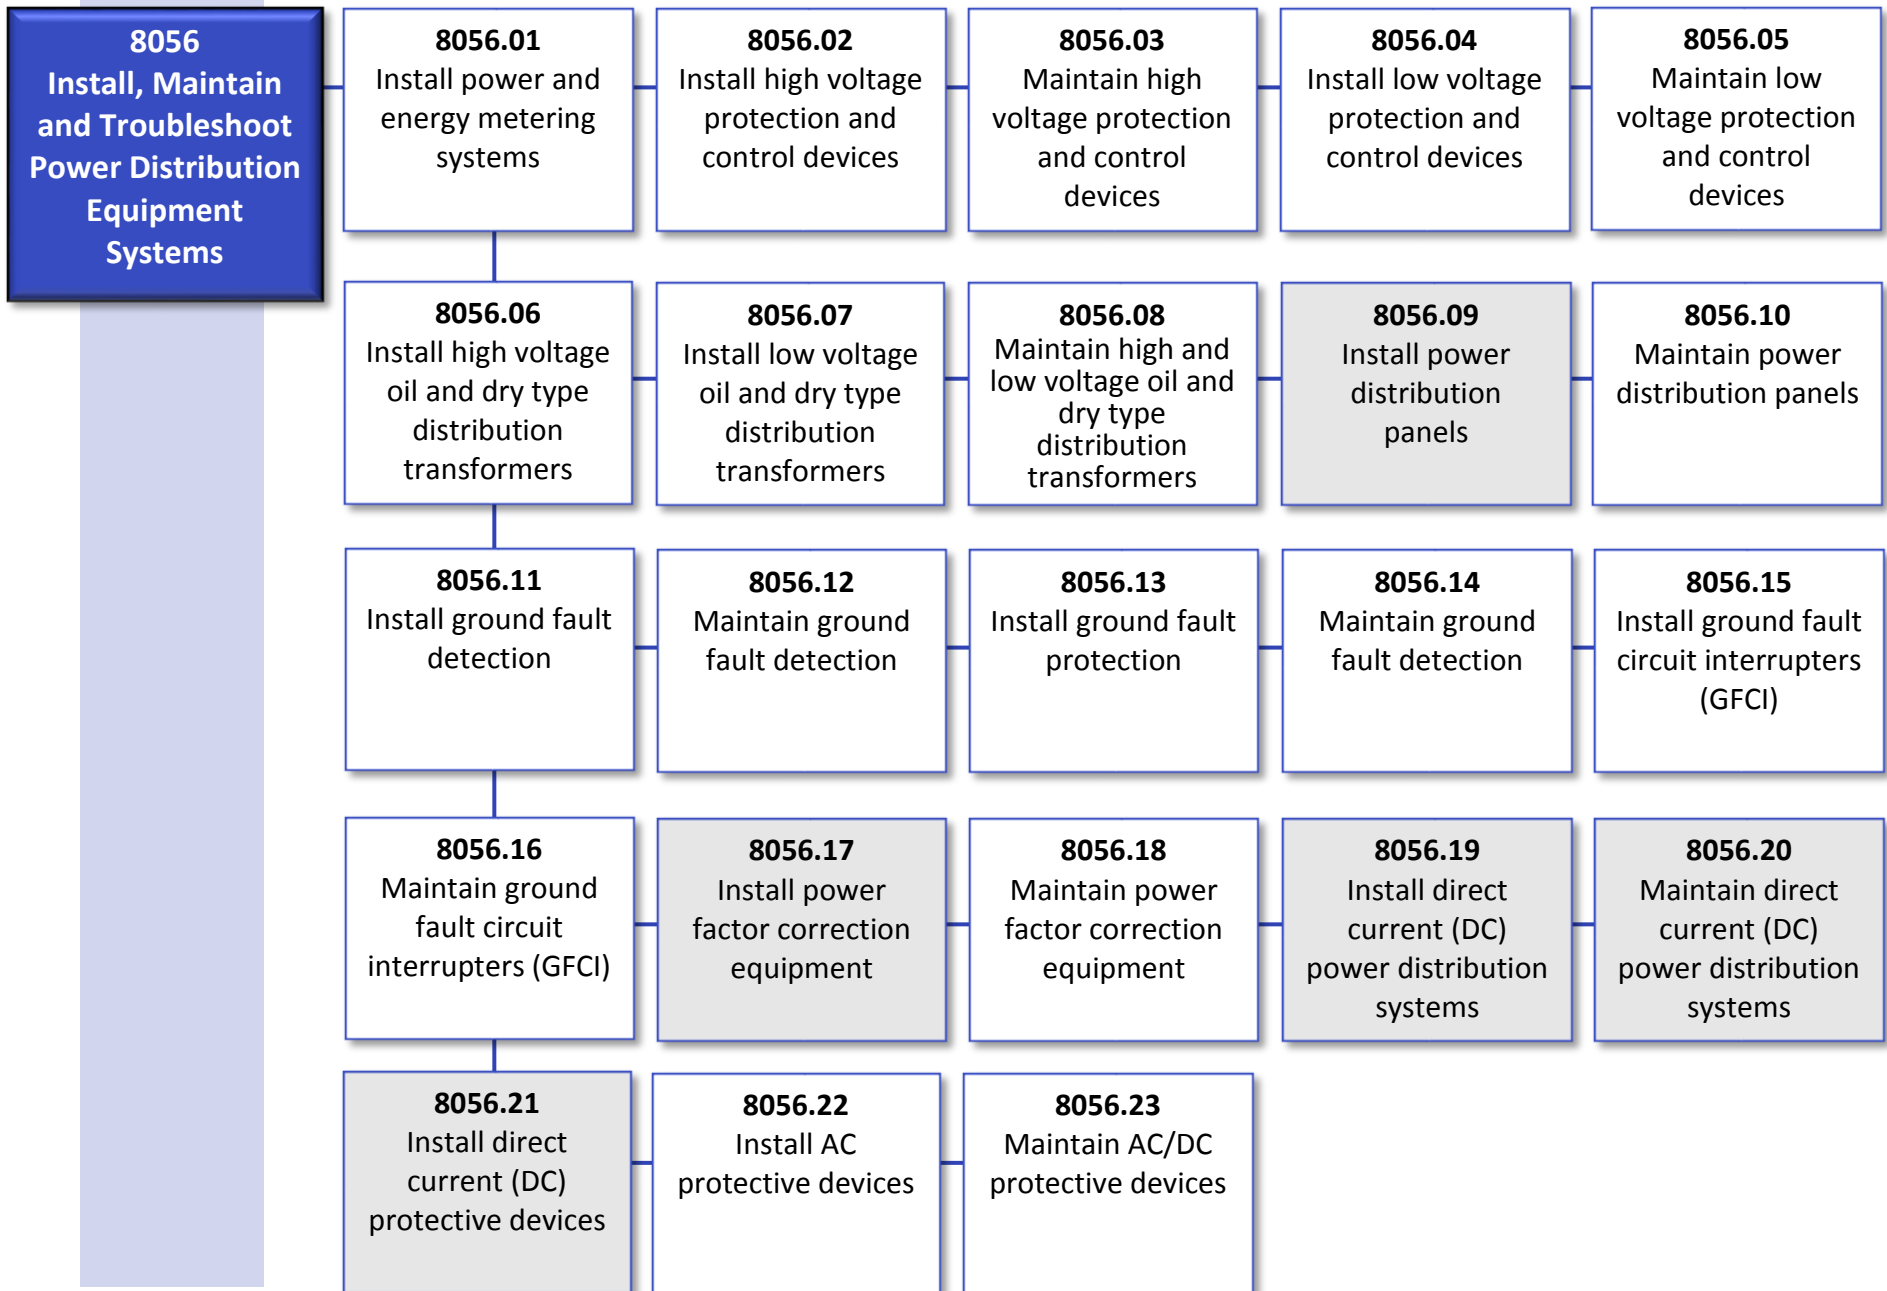 8056
Install, Maintain
and Troubleshoot
Power Distribution
Equipment
Systems
8056.01
Install power and
energy metering
systems
8056.02
Install high voltage
protection and
control devices
8056.03
Maintain high
voltage protection
and control
devices
8056.04
Install low voltage
protection and
control devices
8056.05
Maintain low
voltage protection
and control
devices
8056.06
Install high voltage
oil and dry type
distribution
transformers
8056.07
Install low voltage
oil and dry type
distribution
transformers
8056.08
Maintain high and
low voltage oil and
dry type
distribution
transformers
8056.09
Install power
distribution
panels
8056.10
Maintain power
distribution panels
8056.11
Install ground fault
detection
8056.12
Maintain ground
fault detection
8056.13
Install ground fault
protection
8056.14
Maintain ground
fault detection
8056.15
Install ground fault
circuit interrupters
(GFCI)
8056.16
Maintain ground
fault circuit
interrupters (GFCI)
8056.17
Install power
factor correction
equipment
8056.18
Maintain power
factor correction
equipment
8056.19
Install direct
current (DC)
power distribution
systems
8056.20
Maintain direct
current (DC)
power distribution
systems
8056.21
Install direct
current (DC)
protective devices
8056.22
Install AC
protective devices
8056.23
Maintain AC/DC
protective devices